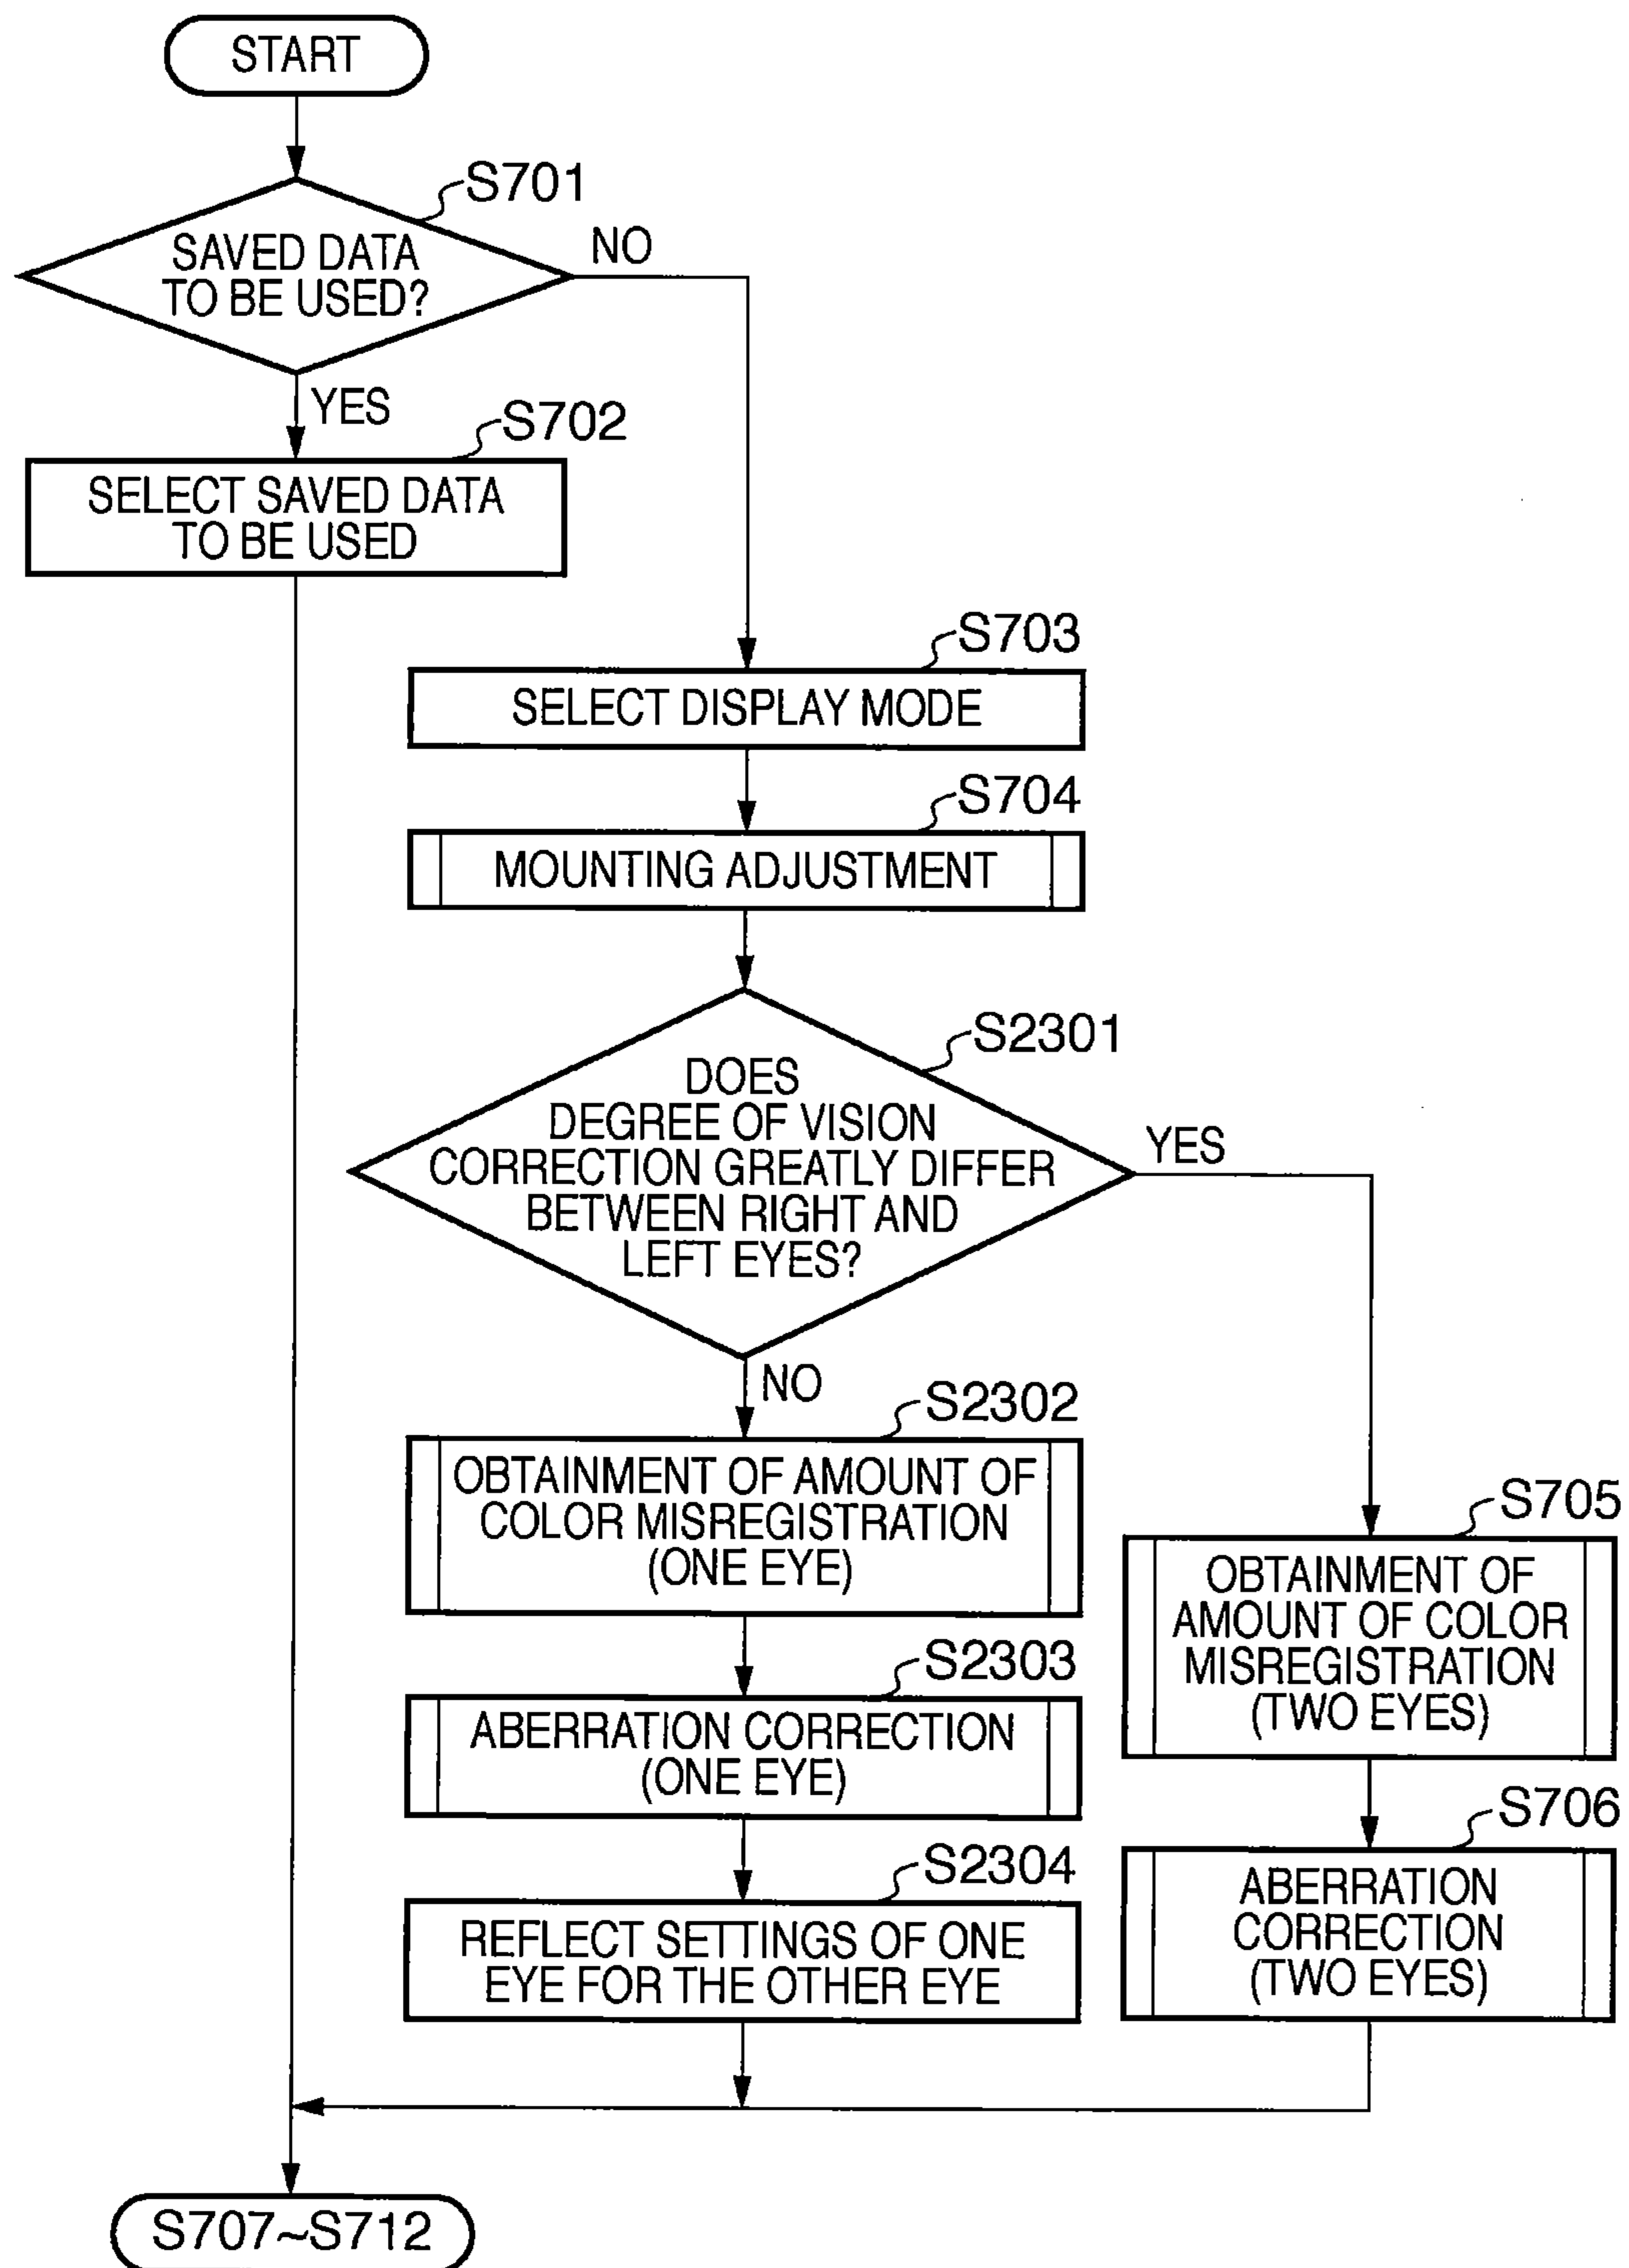 START
S701
SAVED DATA
TO BE USED?
NO
YES
S702
SELECT SAVED DATA
TO BE USED
S703
SELECT DISPLAY MODE
S704
MOUNTING ADJUSTMENT
S2301
DOES
DEGREE OF VISION
CORRECTION GREATLY DIFFER
BETWEEN RIGHT AND
LEFT EYES?
YES
NO
S2302
OBTAINMENT OF AMOUNT OF
COLOR MISREGISTRATION
(ONE EYE)
S2303
ABERRATION CORRECTION
(ONE EYE)
S2304
REFLECT SETTINGS OF ONE
EYE FOR THE OTHER EYE
S705
OBTAINMENT OF
AMOUNT OF COLOR
MISREGISTRATION
(TWO EYES)
S706
ABERRATION
CORRECTION
(TWO EYES)
S707~S712